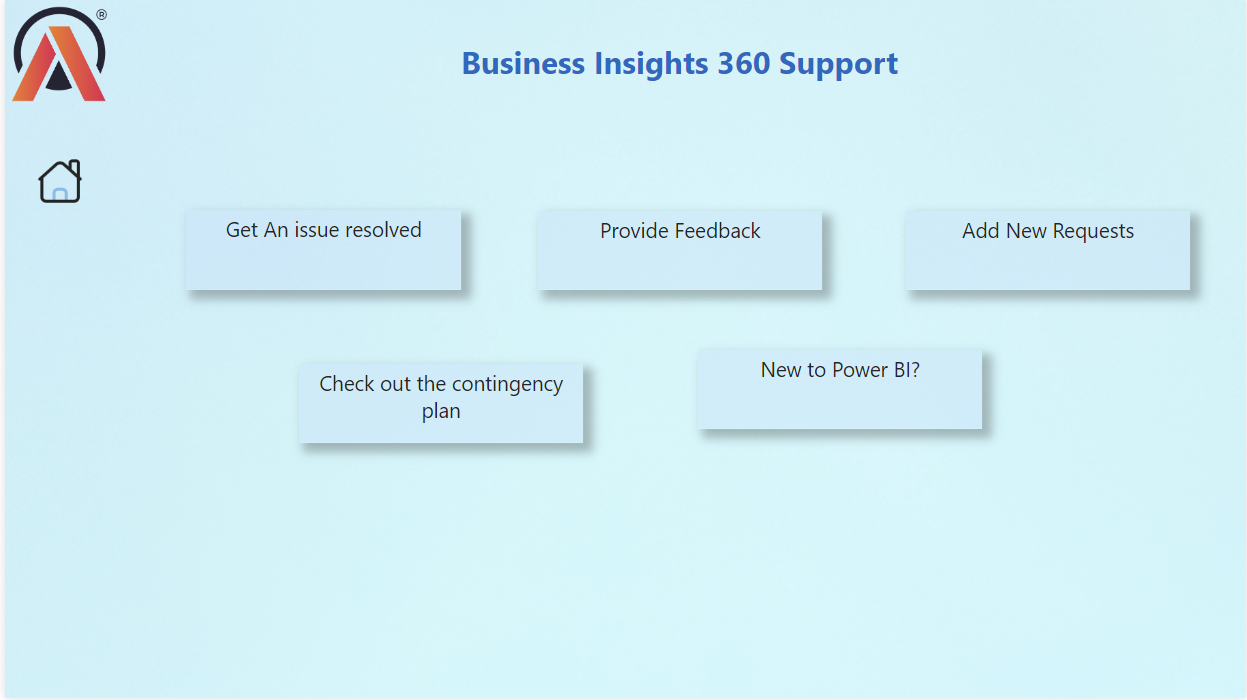 ®
Business Insights 360 Support
Get An issue resolved
Provide Feedback
Add New Requests
Check out the contingency
plan
New to Power BI?